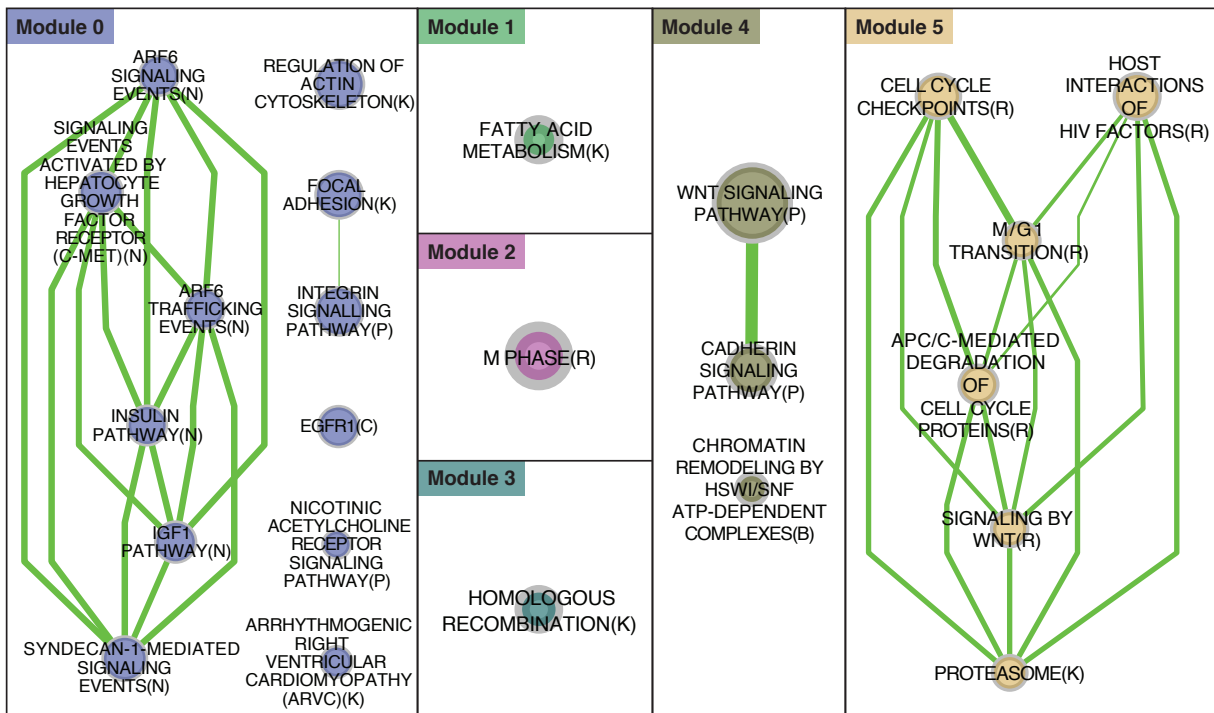 Module 0
ARF6
SIGNALING
EVENTS(N)
REGULATION OF
ACTIN
CYTOSKELETON(K)
SIGNALING
EVENTS
ACTIVATED BY
HEPATOCYTE
GROWTH
FACTOR
RECEPTOR
(C-MET)(N)
FOCAL
ADHESION(K)
ARF6
TRAFFICKING
EVENTS(N)
INTEGRIN
SIGNALLING
PATHWAY(P)
INSULIN
PATHWAY(N)
EGFR1(C)
NICOTINIC
ACETYLCHOLINE
RECEPTOR
SIGNALING
PATHWAY(P)
IGF1
PATHWAY(N)
SYNDECAN-1-MEDIATED
SIGNALING
EVENTS(N)
ARRHYTHMOGENIC
RIGHT
VENTRICULAR
CARDIOMYOPATHY
(ARVC)(K)
Module 1
FATTY ACID
METABOLISM(K)
Module 2
M PHASE(R)
Module 3
HOMOLOGOUS
RECOMBINATION(K)
Module 4
WNT SIGNALING
PATHWAY(P)
CADHERIN
SIGNALING
PATHWAY(P)
CHROMATIN
REMODELING BY
HSWI/SNF
ATP-DEPENDENT
COMPLEXES(B)
Module 5
CELL CYCLE
CHECKPOINTS(R)
HOST
INTERACTIONS
OF
HIV FACTORS(R)
M/G1
TRANSITION(R)
APC/C-MEDIATED
DEGRADATION
OF
CELL CYCLE
PROTEINS(R)
SIGNALING BY
WNT(R)
PROTEASOME(K)